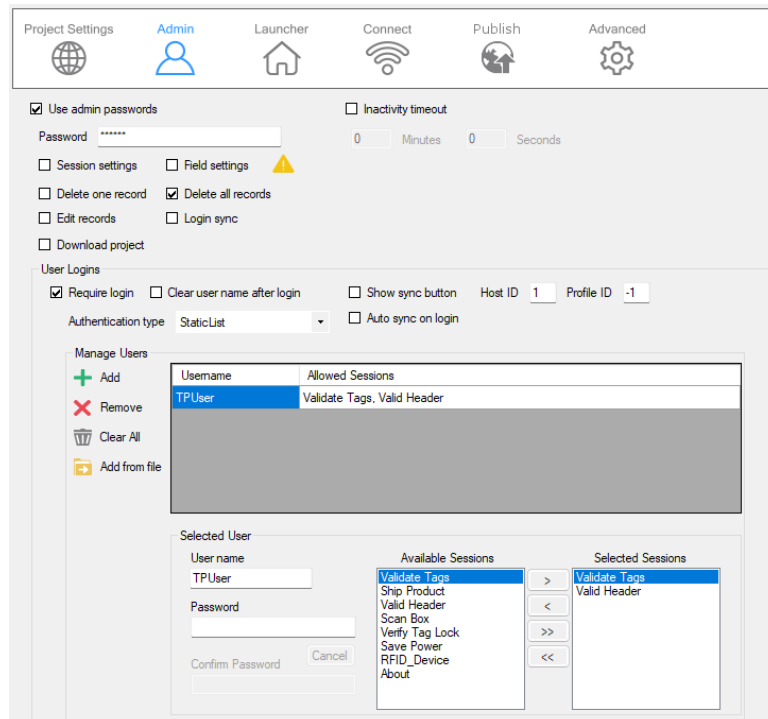 Project Settings Admin Launcher Connect Publish Advanced
Use admin passwords Inactivity timeout
Password ****** 0 Minutes 0 Seconds
Session settings Field settings
Delete one record Delete all records
Edit records Login sync
Download project
User Logins
Require login Clear user name after login Show sync button Host ID 1 Profile ID -1
Authentication type StaticList Auto sync on login
Manage Users
Add Username Allowed Sessions
TPUser Validate Tags, Valid Header
Remove
Clear All
Add from file
Selected User
User name Available Sessions Selected Sessions
TPUser Validate Tags > Validate Tags
Ship Product Valid Header
Password Valid Header <
Scan Box
Verify Tag Lock >>
Save Power
Confirm Password Cancel RFID_Device <<
About